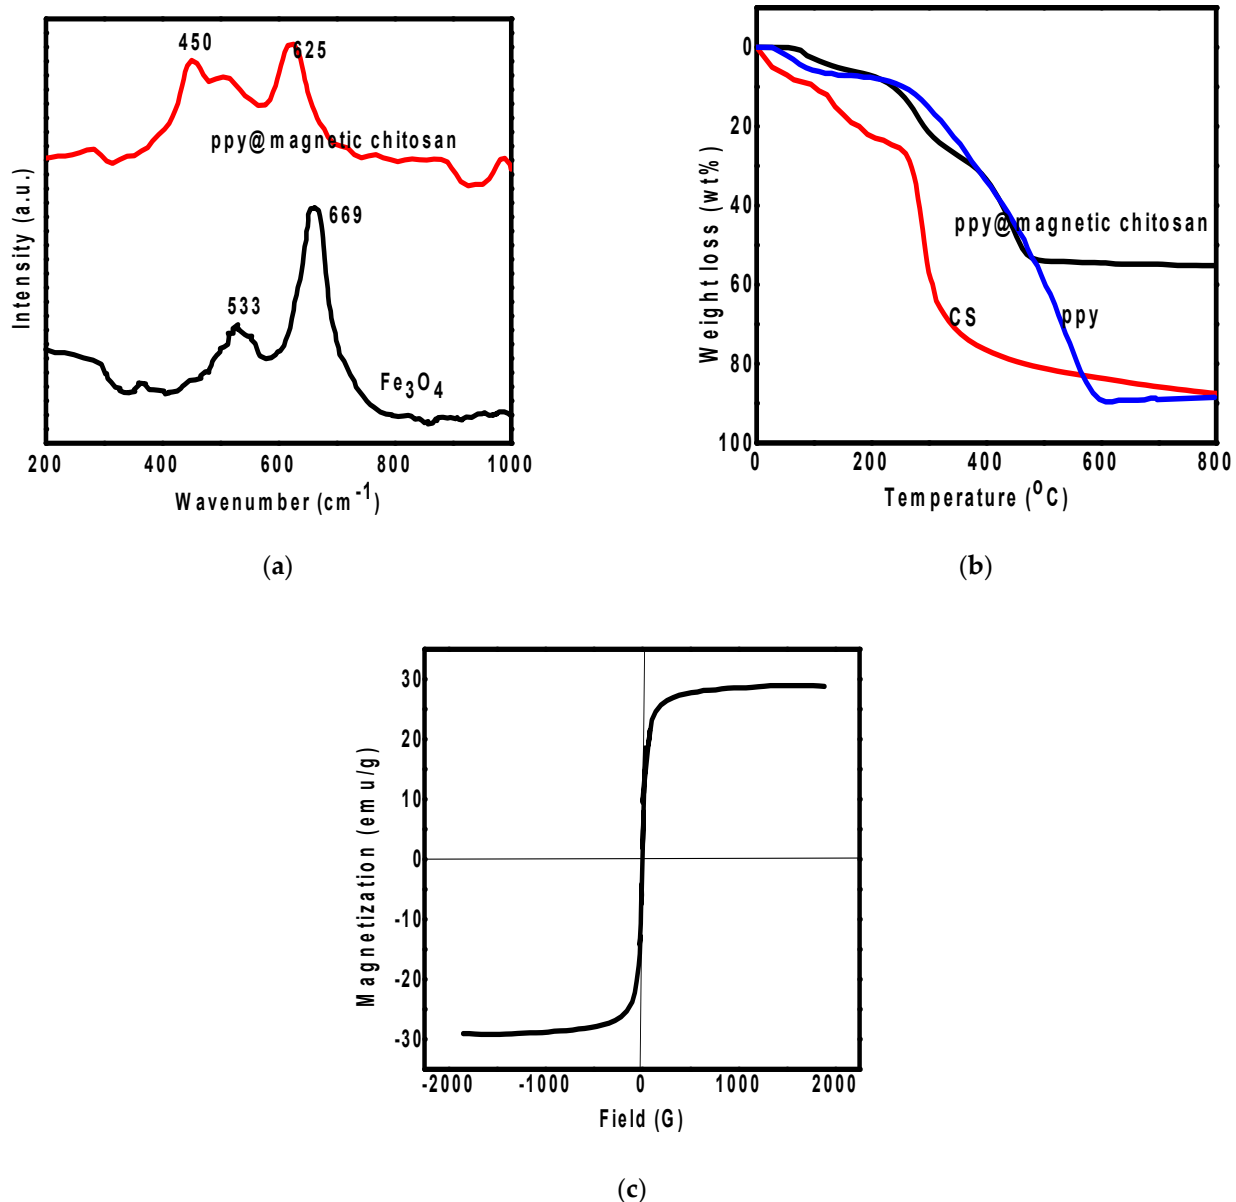 450
625
ppy@magnetic chitosan
669
533
Fe3O4
Intensity (a.u.)
200 400 600 800 1000
Wavenumber (cm-1)
(a)
0
20
40
60
80
100
Weight loss (wt%)
ppy@magnetic chitosan
CS
ppy
0 200 400 600 800
Temperature (oC)
(b)
30
20
10
0
-10
-20
-30
Magnetization (emu/g)
-2000 -1000 0 1000 2000
Field (G)
(c)